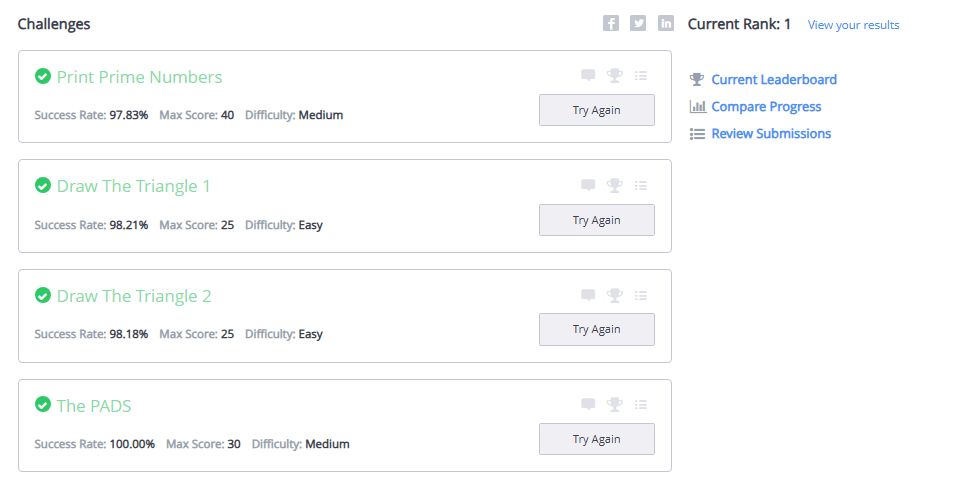 Challenges
Current Rank: 1 View your results
Print Prime Numbers
Success Rate: 97.83% Max Score: 40 Difficulty: Medium
Try Again
Draw The Triangle 1
Success Rate: 98.21% Max Score: 25 Difficulty: Easy
Try Again
Draw The Triangle 2
Success Rate: 98.18% Max Score: 25 Difficulty: Easy
Try Again
The PADS
Success Rate: 100.00% Max Score: 30 Difficulty: Medium
Try Again
Current Leaderboard
Compare Progress
Review Submissions